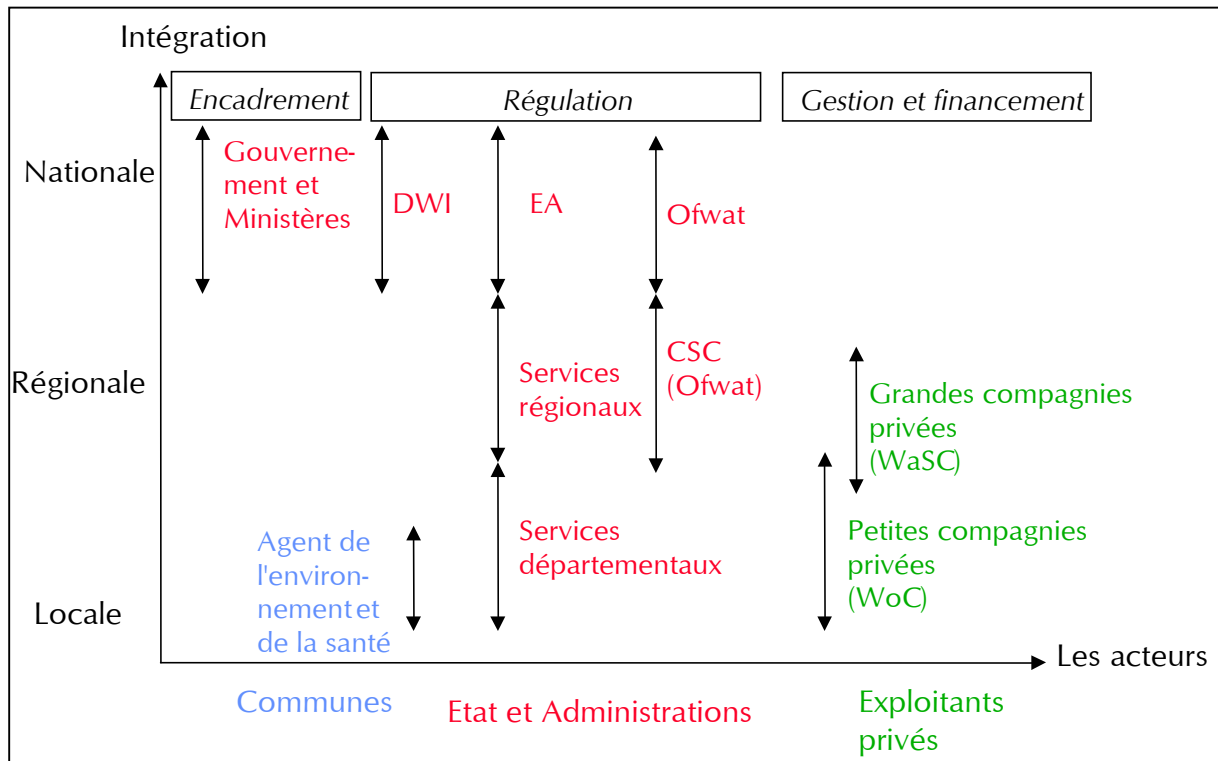 Intégration
Encadrement
Régulation
Gestion et financement
Nationale
Gouverne-
ment et
Ministères
DWI
EA
Ofwat
Régionale
Services
régionaux
CSC
(Ofwat)
Grandes compagnies
privées
(WaSC)
Locale
Agent de
l'environ-
nement et
de la santé
Services
départementaux
Petites compagnies
privées
(WoC)
Les acteurs
Communes
Etat et Administrations
Exploitants
privés